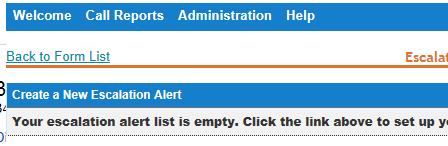 Welcome Call Reports Administration Help
Back to Form List
Create a New Escalation Alert
Your escalation alert list is empty. Click the link above to set up